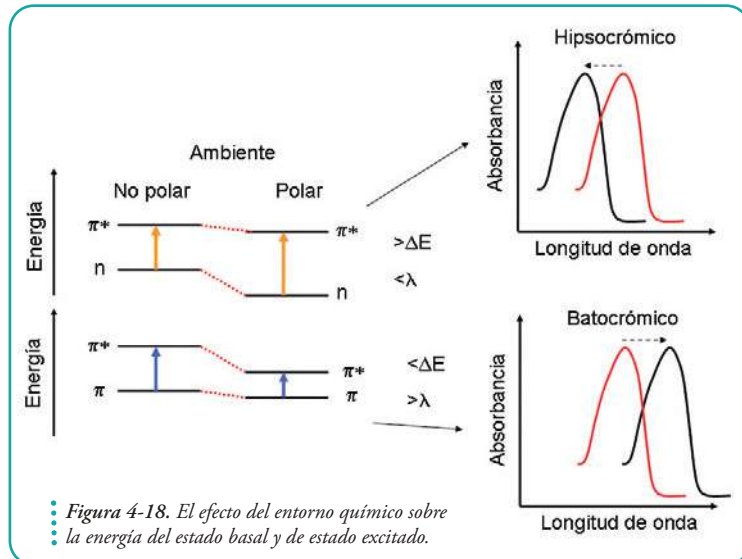 Hipsocrómico
Absorbancia
Longitud de onda
Ambiente
No polar
Polar
Energía
π*
π*
n
n
>ΔE
<λ
Energía
π*
π*
π
π
<ΔE
>λ
Batocrómico
Absorbancia
Longitud de onda
Figura 4-18. El efecto del entorno químico sobre
la energía del estado basal y de estado excitado.